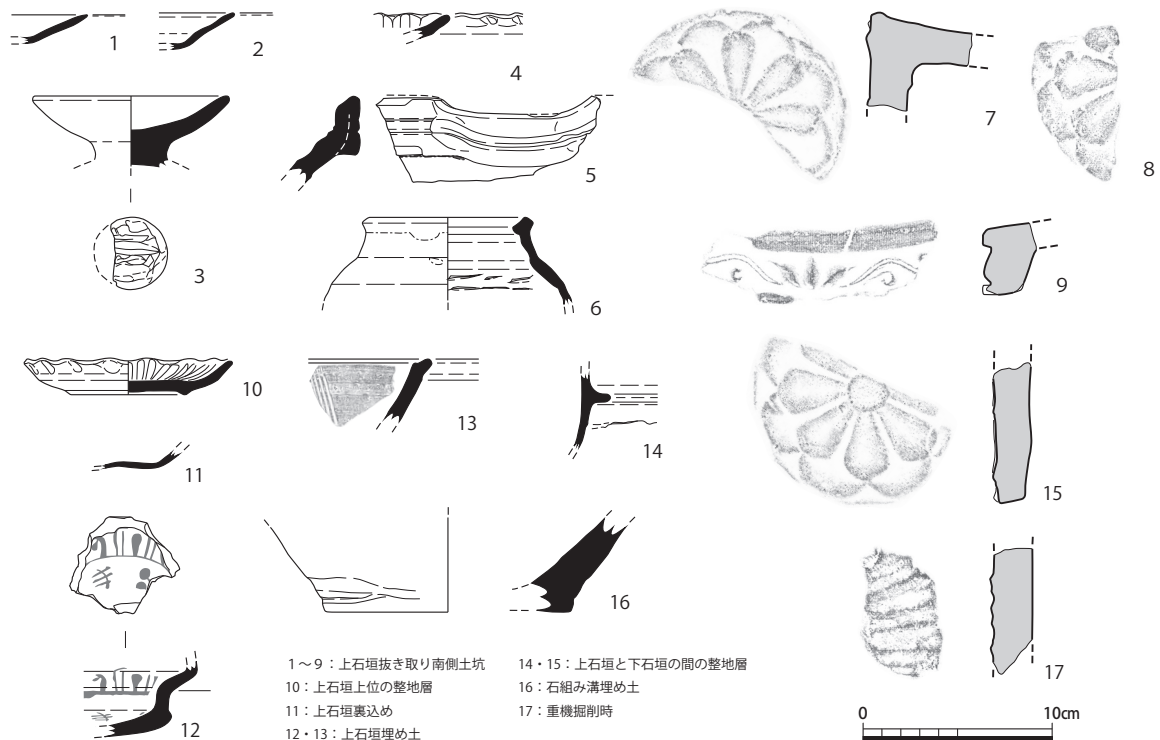 1
2
4
7
8
5
3
6
9
10
13
14
11
15
16
12
17
1〜9：上石垣抜き取り南側土坑
10：上石垣上位の整地層
11：上石垣裏込め
12・13：上石垣埋め土
14・15：上石垣と下石垣の間の整地層
16：石組み溝埋め土
17：重機掘削時
0 10cm